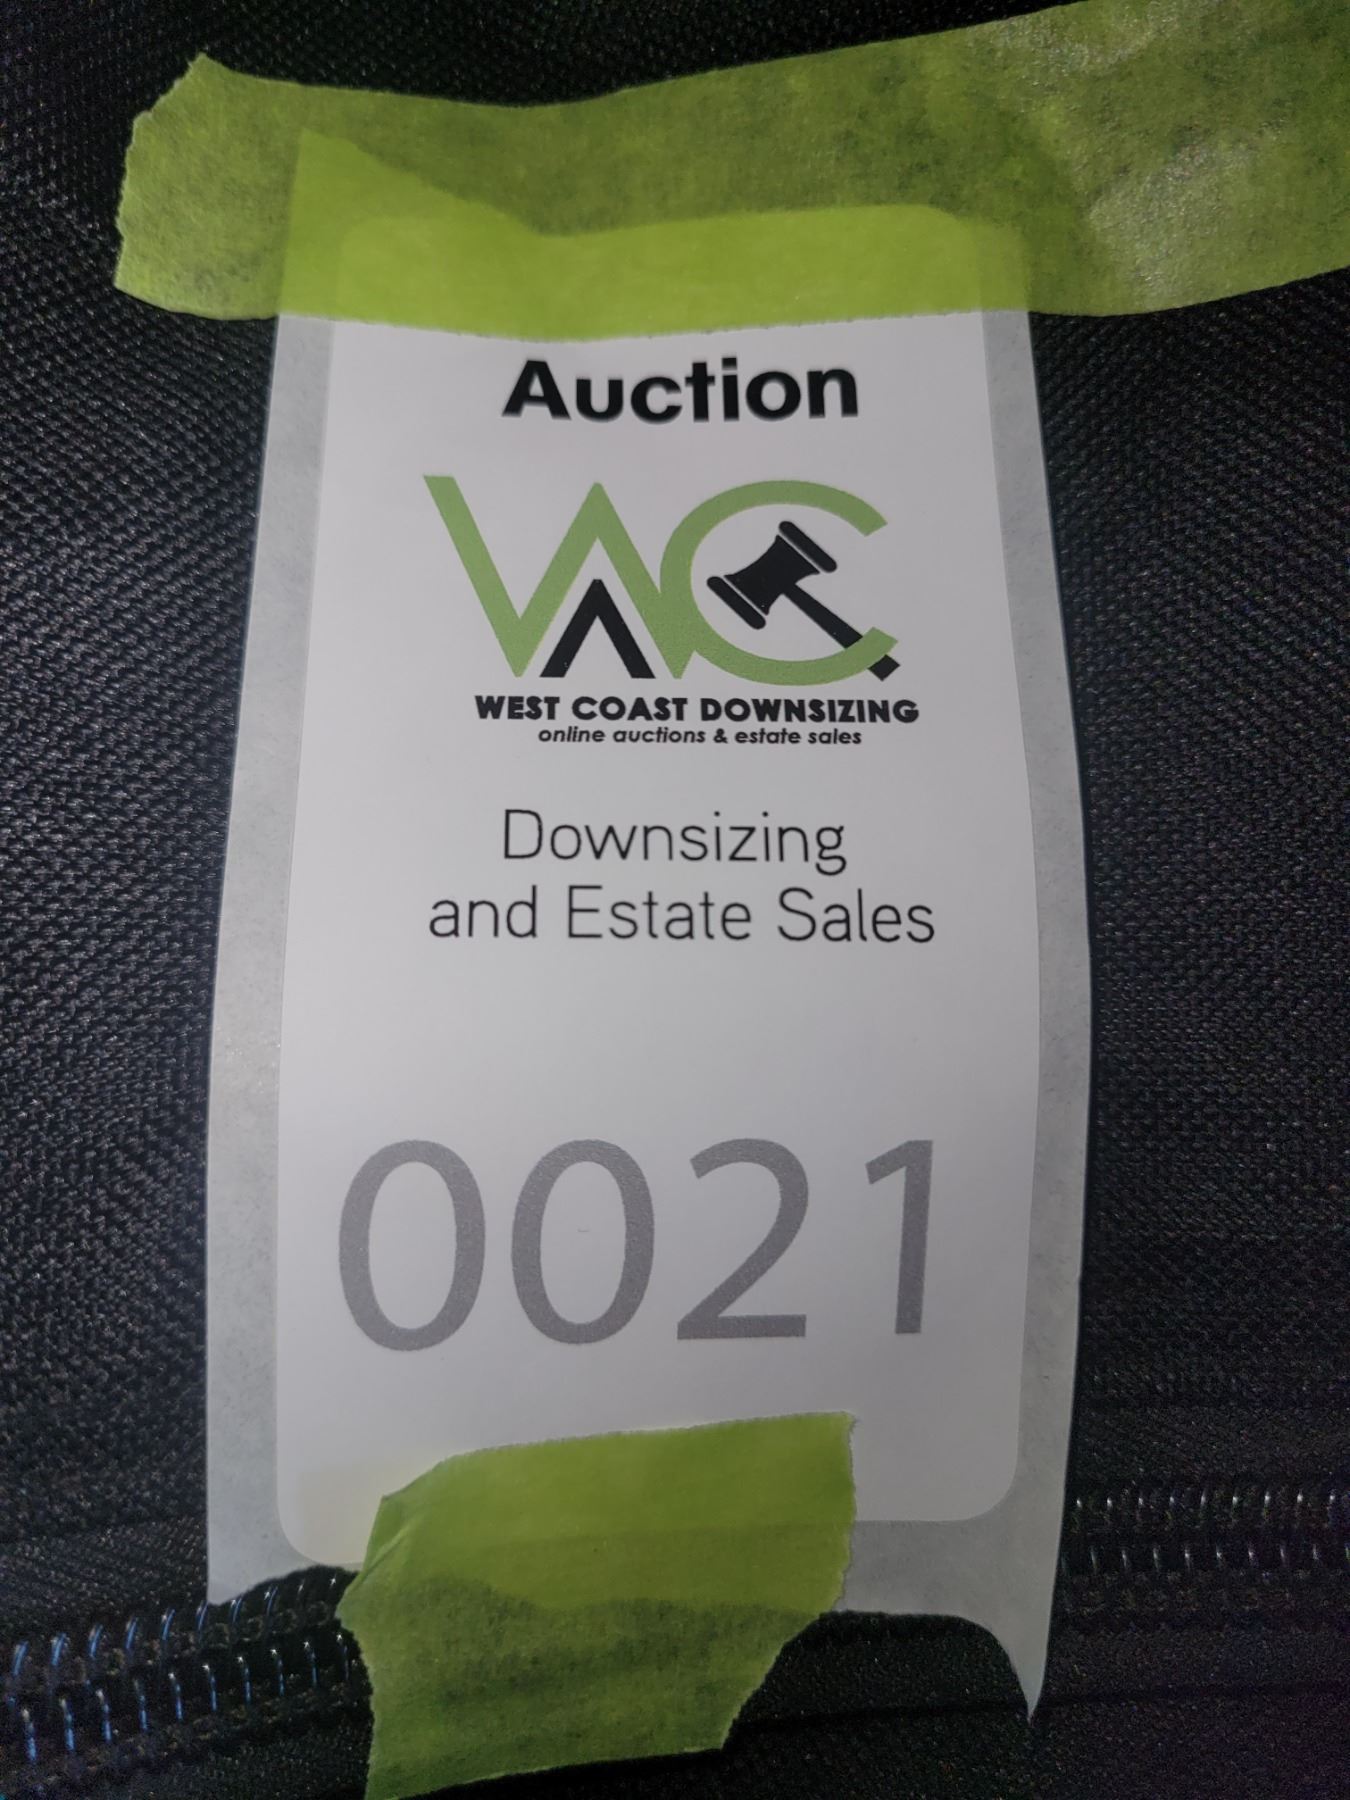 Auction
WC
WEST COAST DOWNSIZING
online auctions & estate sales
Downsizing
and Estate Sales
0021